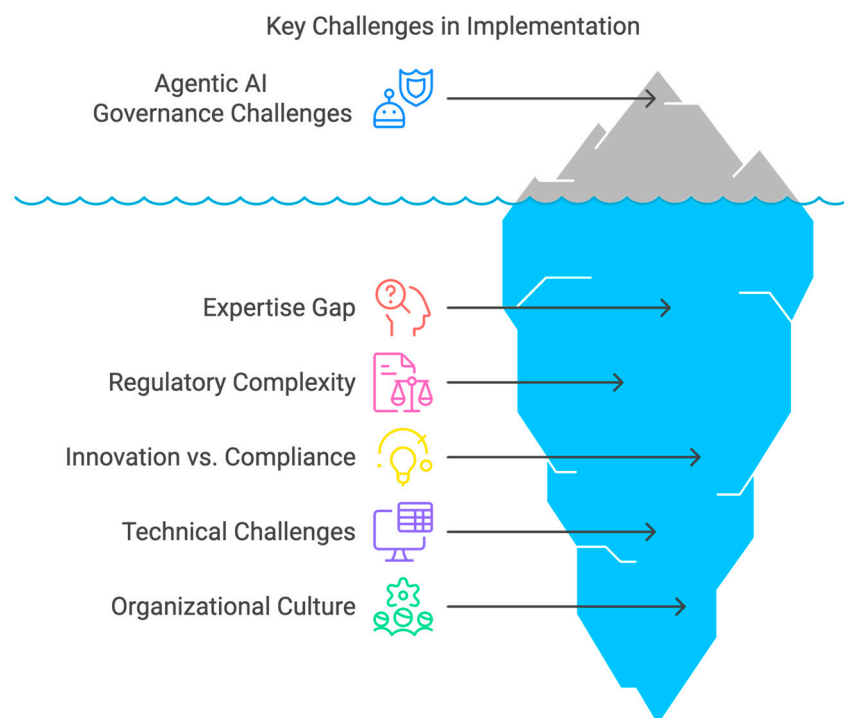 Key Challenges in Implementation
Agentic AI
Governance Challenges
Expertise Gap
Regulatory Complexity
Innovation vs. Compliance
Technical Challenges
Organizational Culture